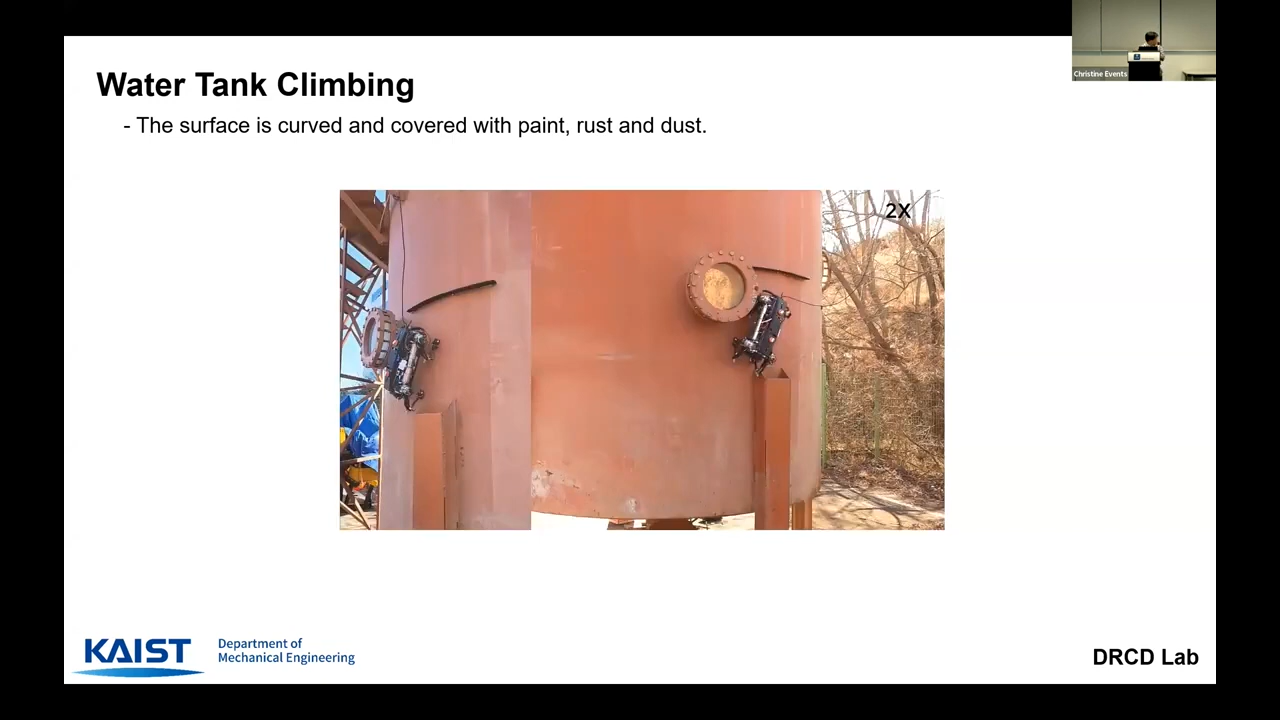 Water Tank Climbing
- The surface is curved and covered with paint, rust and dust.
2X
Christine Events
KAIST
Department of
Mechanical Engineering
DRCD Lab